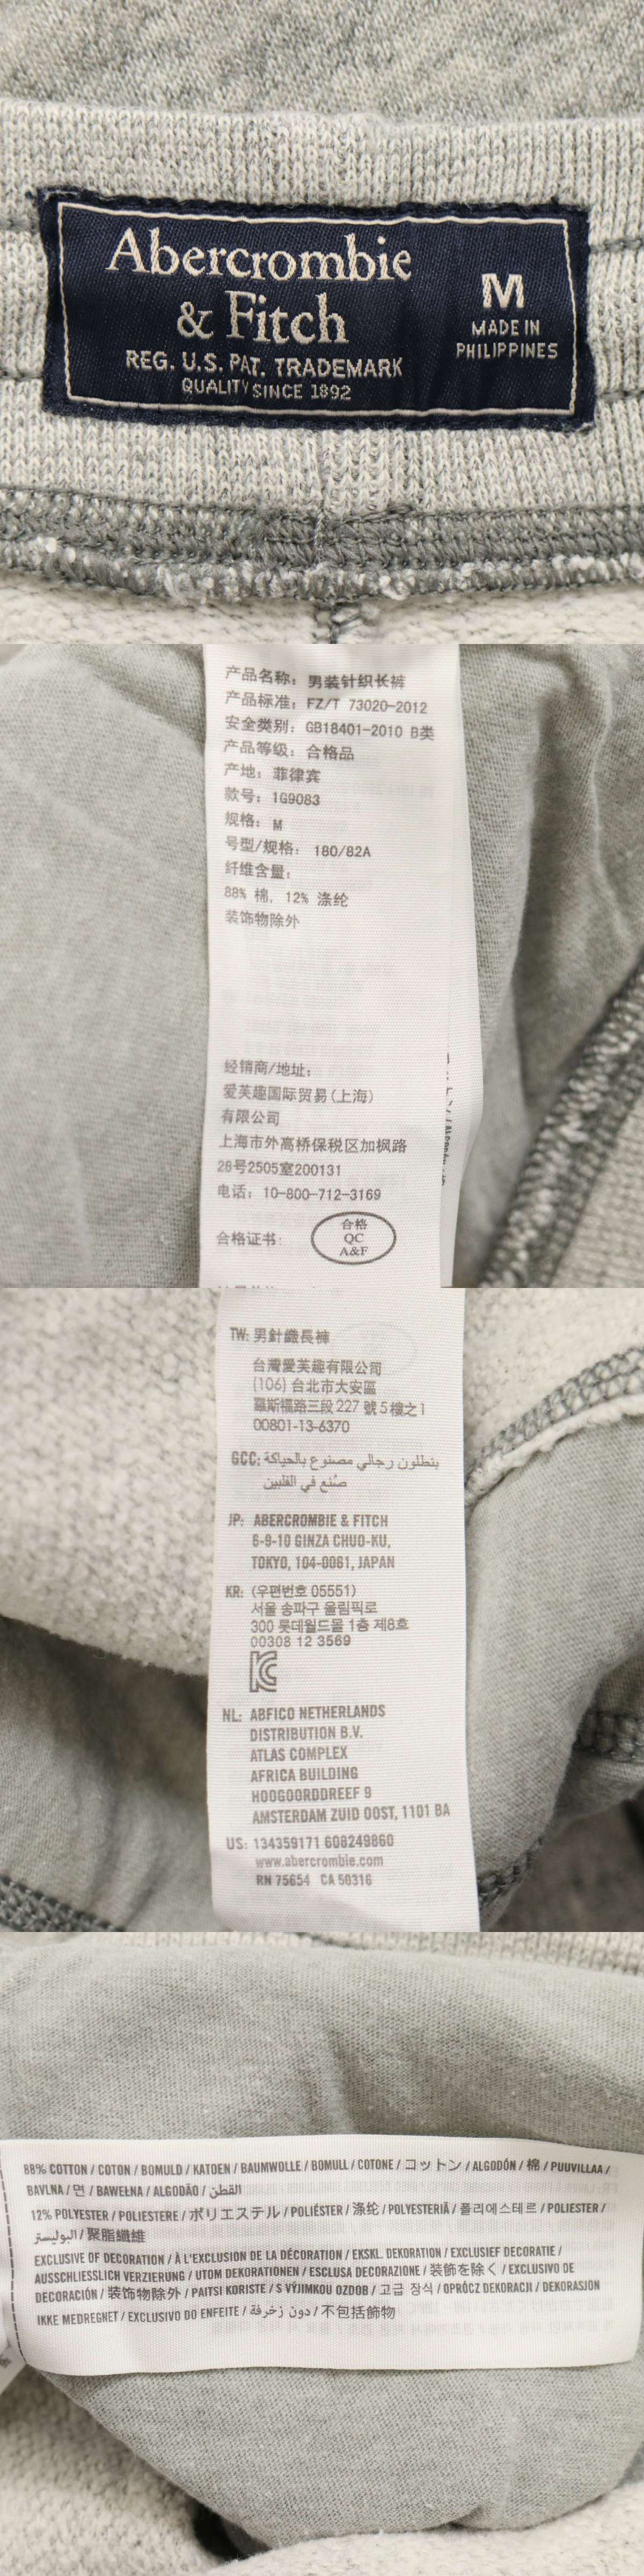 Abercrombie
& Fitch
REG. U.S. PAT. TRADEMARK
QUALITY SINCE 1892
M
MADE IN
PHILIPPINES
产品名称: 男装针织长裤
产品标准: FZ/T 73020-2012
安全类别: GB18401-2010 B类
产品等级: 合格品
产地: 菲律宾
款号: 1G9083
规格: M
号型/规格: 180/82A
纤维含量:
88% 棉, 12% 涤纶
装饰物除外
经销商/地址:
爱芙趣国际贸易(上海)
有限公司
上海市外高桥保税区加枫路
28号2505室200131
电话: 10-800-712-3169
合格证书:
合格
QC
A&F
TW: 男針織長褲
台灣愛芙趣有限公司
(106) 台北市大安區
羅斯福路三段 227 號 5 樓之1
00801-13-6370
GCC: بنطلون رجالي مصنوع بالحياكة
صُنع في الفلبين
JP: ABERCROMBIE & FITCH
6-9-10 GINZA CHUO-KU,
TOKYO, 104-0061, JAPAN
KR: (우편번호 05551)
서울 송파구 올림픽로
300 롯데월드몰 1층 제8호
00308 12 3569
NL: ABFICO NETHERLANDS
DISTRIBUTION B.V.
ATLAS COMPLEX
AFRICA BUILDING
HOOGOORDDREEF 9
AMSTERDAM ZUID OOST, 1101 BA
US: 134359171 608249860
www.abercrombie.com
RN 75654 CA 50316
88% COTTON / COTON / BOMULD / KATOEN / BAUMWOLLE / BOMULL / COTONE / コットン / ALGODÓN / 棉 / PUUVILLAA /
BAVLNA / 면 / BAWEŁNA / ALGODÃO / القطن
12% POLYESTER / POLIESTERE / ポリエステル / POLIÉSTER / 涤纶 / POLYESTERIÄ / 폴리에스테르 / POLIESTER /
البوليستر / 聚脂纖維
EXCLUSIVE OF DECORATION / À L'EXCLUSION DE LA DÉCORATION / EKSKL. DEKORATION / EXCLUSIEF DECORATIE /
AUSSCHLIESSLICH VERZIERUNG / UTOM DEKORATIONEN / ESCLUSA DECORAZIONE / 装飾を除く / EXCLUSIVO DE
DECORACIÓN / 装饰物除外 / PAITSI KORISTE / S VÝJIMKOU OZDOB / 고급 장식 / OPRÓCZ DEKORACJI / DEKORASJON
IKKE MEDREGNET / EXCLUSIVO DO ENFEITE / دون زخرفة / 不包括飾物